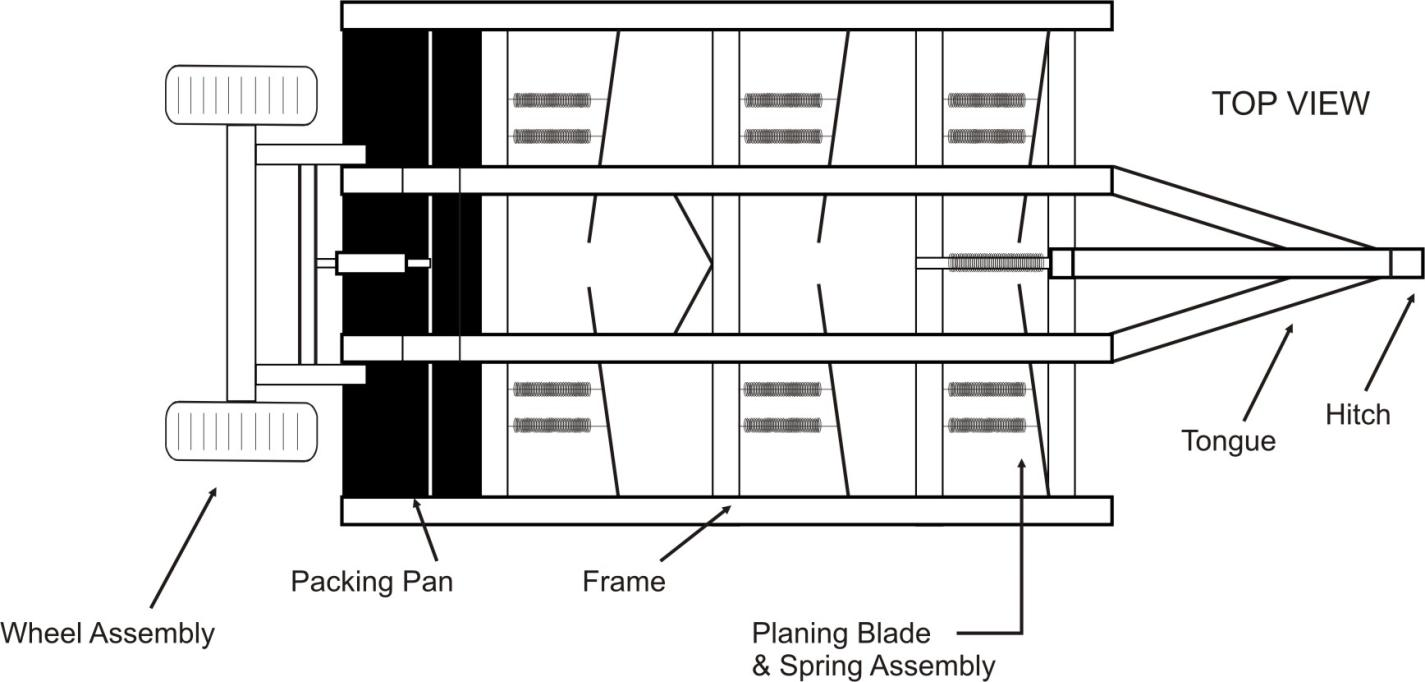 TOP VIEW
Hitch
Tongue
Packing Pan
Frame
Wheel Assembly
Planing Blade
& Spring Assembly